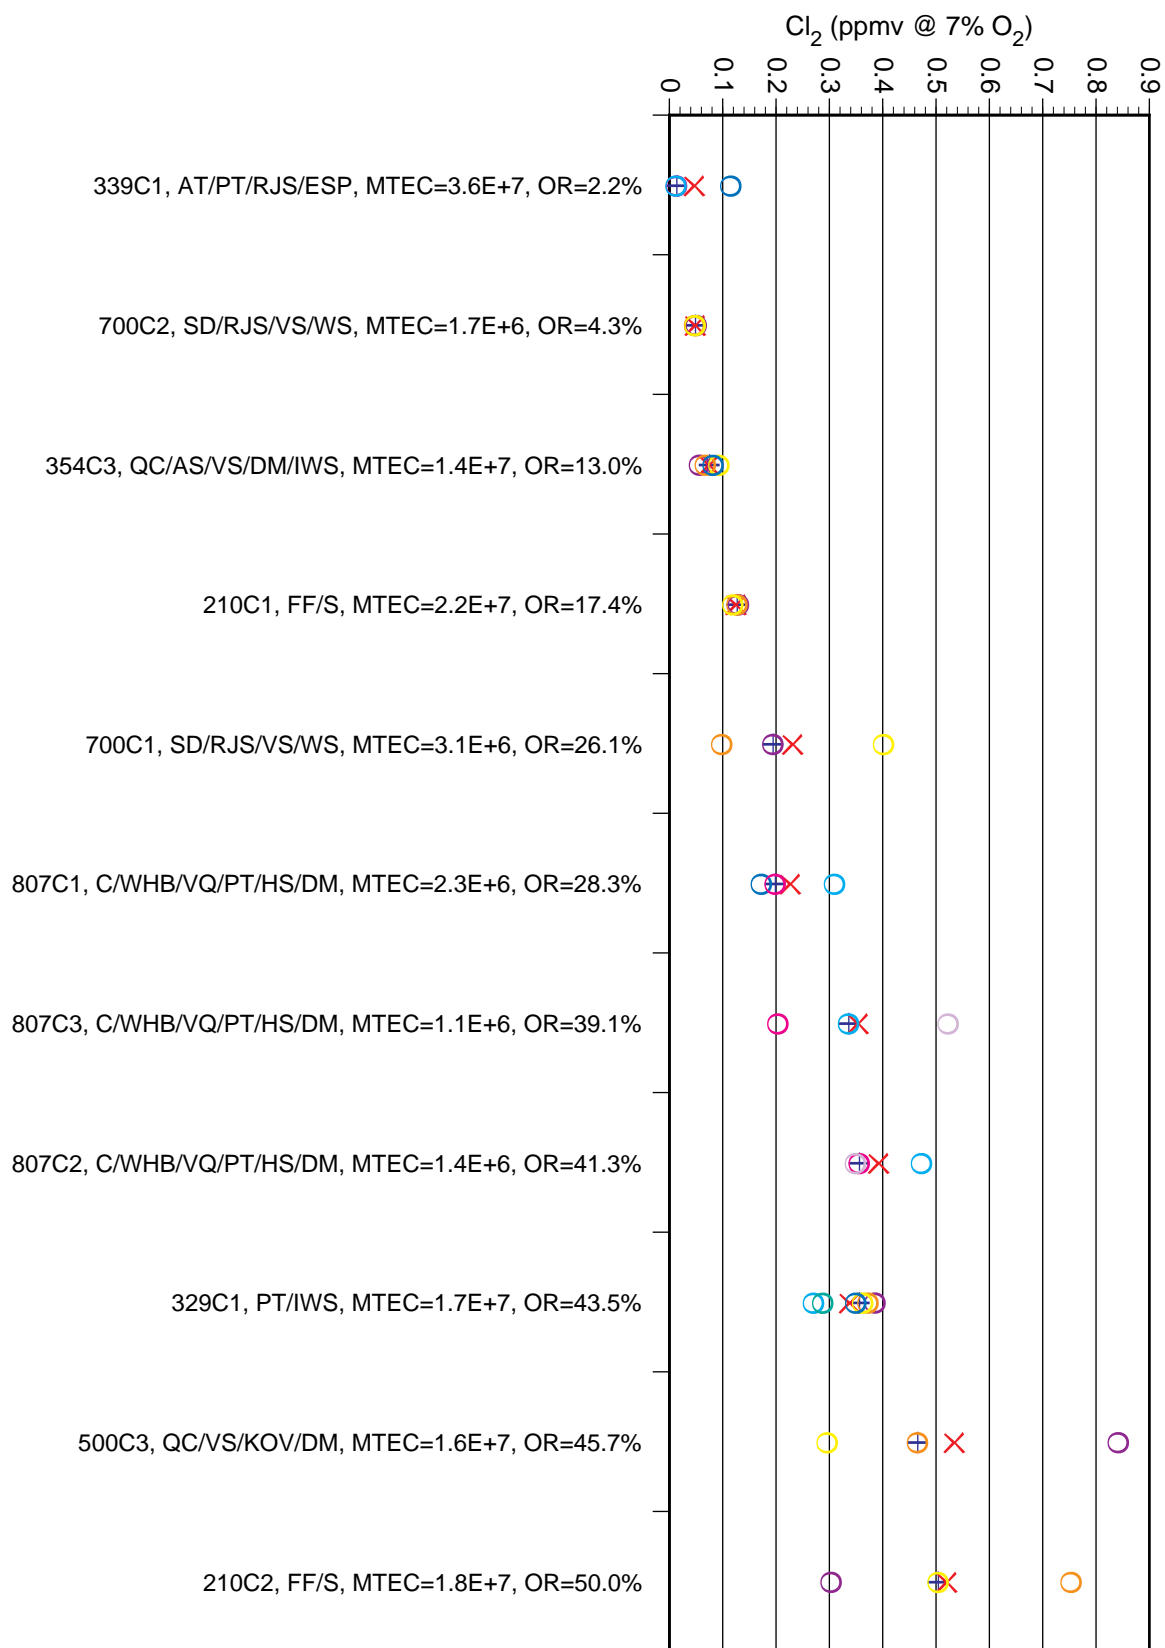 Cl2 (ppmv @ 7% O2)
0 0.1 0.2 0.3 0.4 0.5 0.6 0.7 0.8 0.9
339C1, AT/PT/RJS/ESP, MTEC=3.6E+7, OR=2.2%
700C2, SD/RJS/VS/WS, MTEC=1.7E+6, OR=4.3%
354C3, QC/AS/VS/DM/IWS, MTEC=1.4E+7, OR=13.0%
210C1, FF/S, MTEC=2.2E+7, OR=17.4%
700C1, SD/RJS/VS/WS, MTEC=3.1E+6, OR=26.1%
807C1, C/WHB/VQ/PT/HS/DM, MTEC=2.3E+6, OR=28.3%
807C3, C/WHB/VQ/PT/HS/DM, MTEC=1.1E+6, OR=39.1%
807C2, C/WHB/VQ/PT/HS/DM, MTEC=1.4E+6, OR=41.3%
329C1, PT/IWS, MTEC=1.7E+7, OR=43.5%
500C3, QC/VS/KOV/DM, MTEC=1.6E+7, OR=45.7%
210C2, FF/S, MTEC=1.8E+7, OR=50.0%